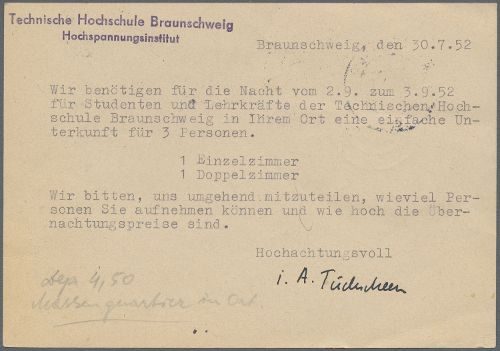 Technische Hochschule Braunschweig
Hochspannungsinstitut
Braunschweig, den 30.7.52
Wir benötigen für die Nacht vom 2.9. zum 3.9.52
für Studenten und Lehrkräfte der Technischen Hoch-
schule Braunschweig in Ihrem Ort eine einfache Un-
terkunft für 3 Personen.
1 Einzelzimmer
1 Doppelzimmer
Wir bitten, uns umgehend mitzuteilen, wieviel Per-
sonen Sie aufnehmen können und wie hoch die Über-
nachtungspreise sind.
Hochachtungsvoll
i. A.
4,50
Massenquartier im Ort.